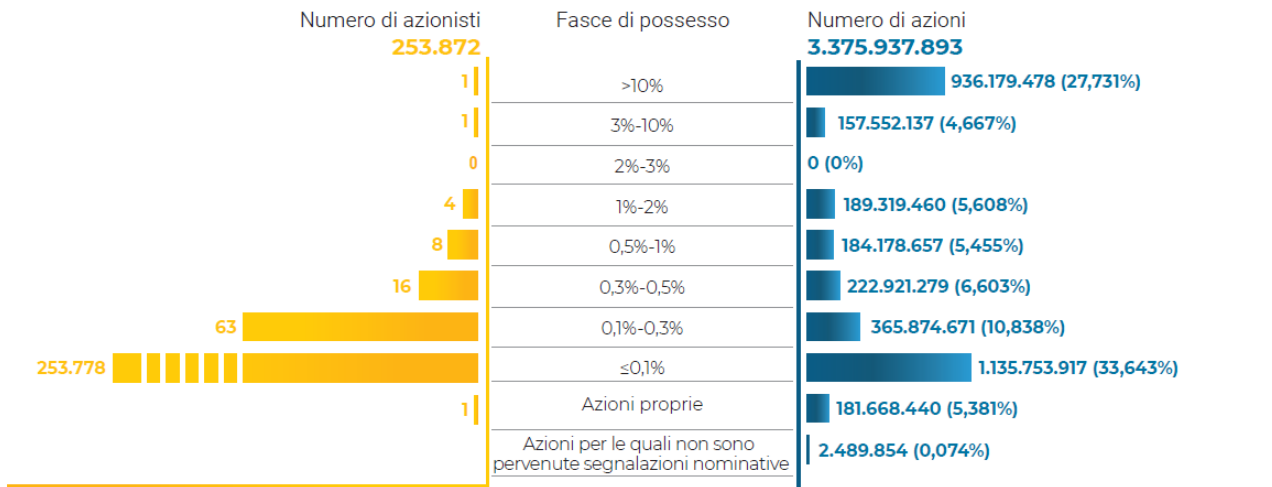 Numero di azionisti Fasce di possesso Numero di azioni
253.872 3.375.937.893
1 >10% 936.179.478 (27,731%)
1 3%-10% 157.552.137 (4,667%)
0 2%-3% 0 (0%)
4 1%-2% 189.319.460 (5,608%)
8 0,5%-1% 184.178.657 (5,455%)
16 0,3%-0,5% 222.921.279 (6,603%)
63 0,1%-0,3% 365.874.671 (10,838%)
253.778 ≤0,1% 1.135.753.917 (33,643%)
1 Azioni proprie 181.668.440 (5,381%)
Azioni per le quali non sono
pervenute segnalazioni nominative 2.489.854 (0,074%)